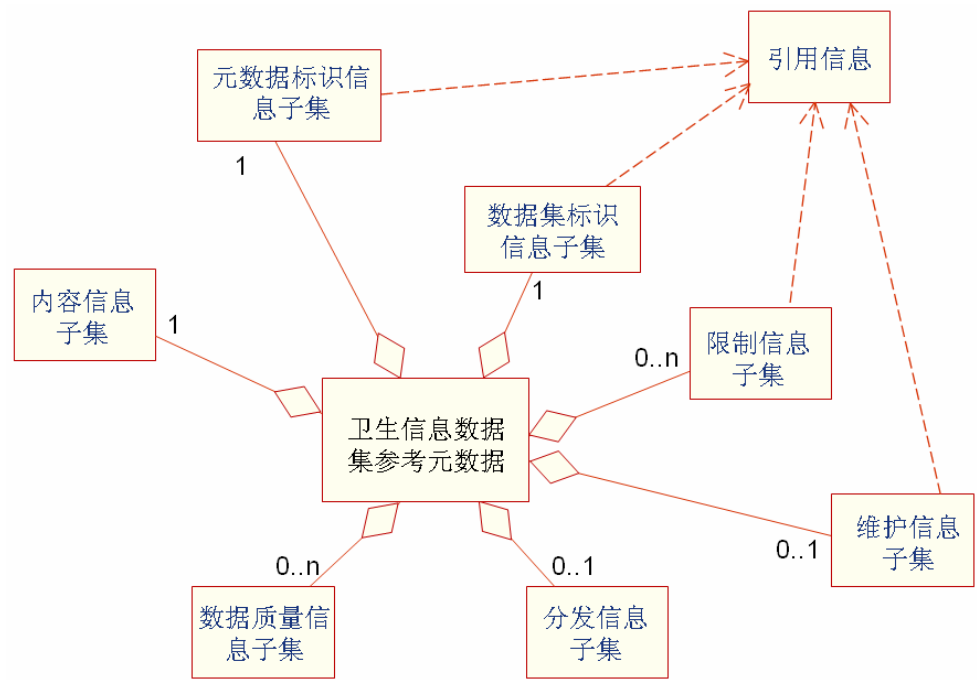 引用信息
元数据标识信
息子集
1
数据集标识
信息子集
1
内容信息
子集
1
限制信息
子集
0..n
卫生信息数据
集参考元数据
维护信息
子集
0..1
0..n
数据质量信
息子集
0..1
分发信息
子集